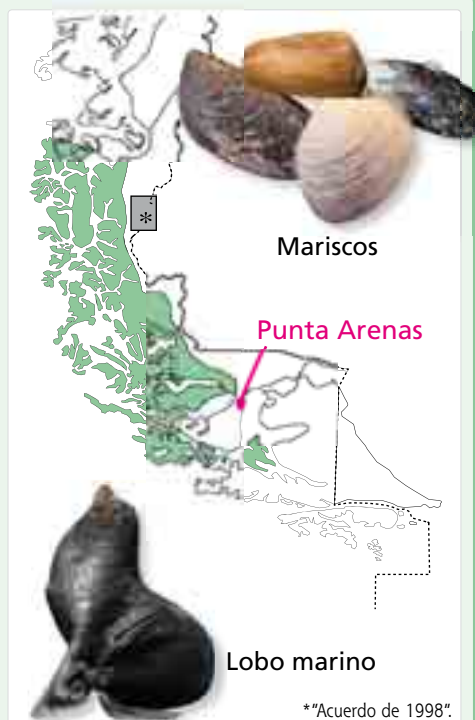 Mariscos
*
Punta Arenas
Lobo marino
*"Acuerdo de 1998".